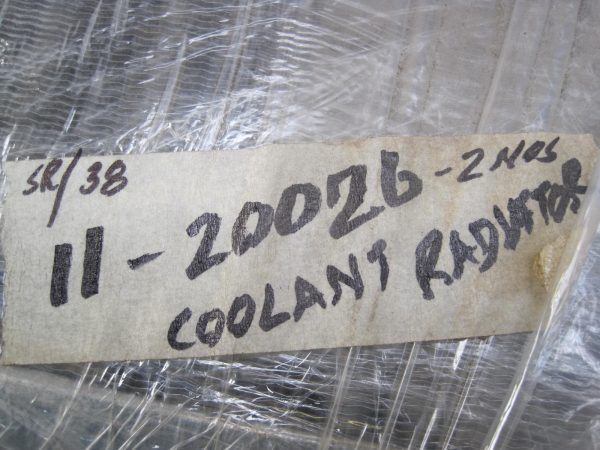 SR/38
11-20026-2 NOS
COOLANT RADIATOR